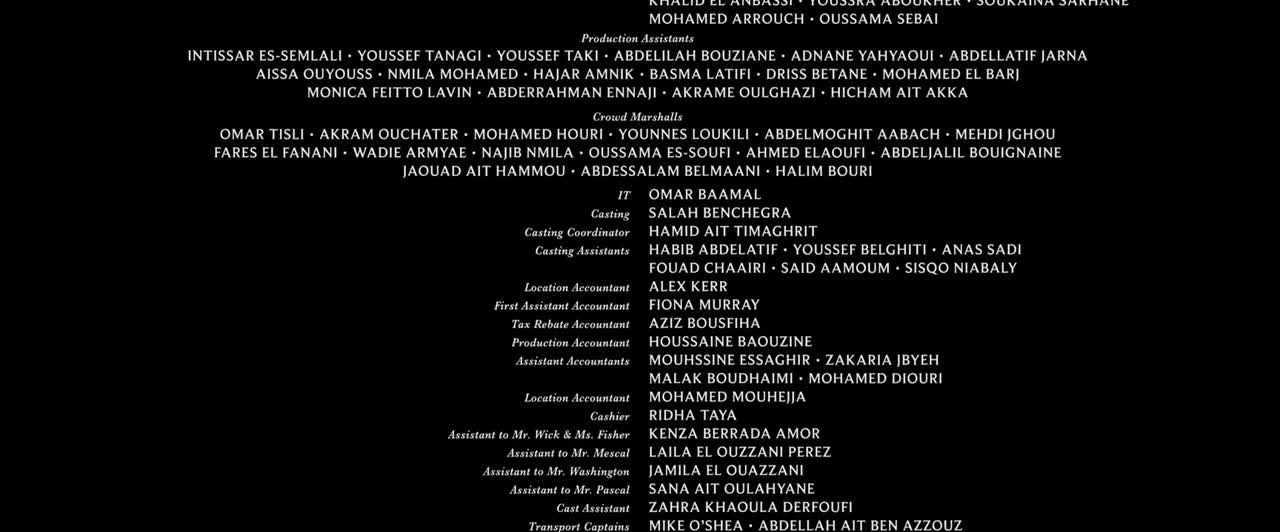 KHALID EL ANBASSI • YOUSSRA ABOUKHER • SOUKAINA SARHANE
MOHAMED ARROUCH • OUSSAMA SEBAI
Production Assistants
INTISSAR ES-SEMLALI • YOUSSEF TANAGI • YOUSSEF TAKI • ABDELILAH BOUZIANE • ADNANE YAHYAOUI • ABDELLATIF JARNA
AISSA OUYOUSS • NMILA MOHAMED • HAJAR AMNIK • BASMA LATIFI • DRISS BETANE • MOHAMED EL BARJ
MONICA FEITTO LAVIN • ABDERRAHMAN ENNAJI • AKRAME OULGHAZI • HICHAM AIT AKKA
Crowd Marshalls
OMAR TISLI • AKRAM OUCHATER • MOHAMED HOURI • YOUNNES LOUKILI • ABDELMOGHIT AABACH • MEHDI JGHOU
FARES EL FANANI • WADIE ARMYAE • NAJIB NMILA • OUSSAMA ES-SOUFI • AHMED ELAOUFI • ABDELJALIL BOUIGNAINE
JAOUAD AIT HAMMOU • ABDESSALAM BELMAANI • HALIM BOURI
IT OMAR BAAMAL
Casting SALAH BENCHEGRA
Casting Coordinator HAMID AIT TIMAGHRIT
Casting Assistants HABIB ABDELATIF • YOUSSEF BELGHITI • ANAS SADI
FOUAD CHAAIRI • SAID AAMOUM • SISQO NIABALY
Location Accountant ALEX KERR
First Assistant Accountant FIONA MURRAY
Tax Rebate Accountant AZIZ BOUSFIHA
Production Accountant HOUSSAINE BAOUZINE
Assistant Accountants MOUHSSINE ESSAGHIR • ZAKARIA JBYEH
MALAK BOUDHAIMI • MOHAMED DIOURI
Location Accountant MOHAMED MOUHEJJA
Cashier RIDHA TAYA
Assistant to Mr. Wick & Ms. Fisher KENZA BERRADA AMOR
Assistant to Mr. Mescal LAILA EL OUZZANI PEREZ
Assistant to Mr. Washington JAMILA EL OUAZZANI
Assistant to Mr. Pascal SANA AIT OULAHYANE
Cast Assistant ZAHRA KHAOULA DERFOUFI
Transport Captains MIKE O'SHEA • ABDELLAH AIT BEN AZZOUZ